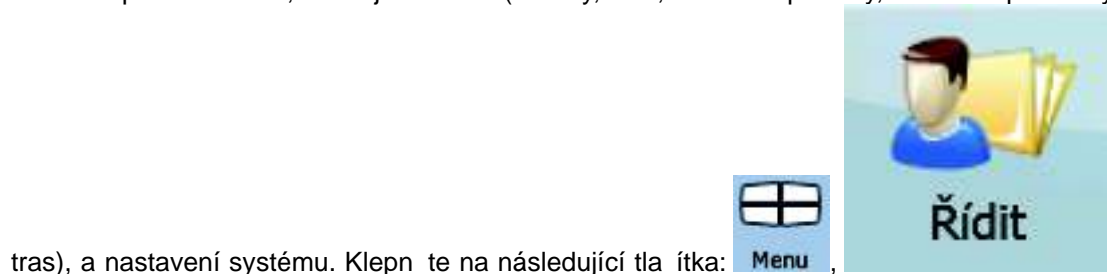 tras), a nastavení systému. Klepn te na následující tla ítka: Menu ,
Řídit